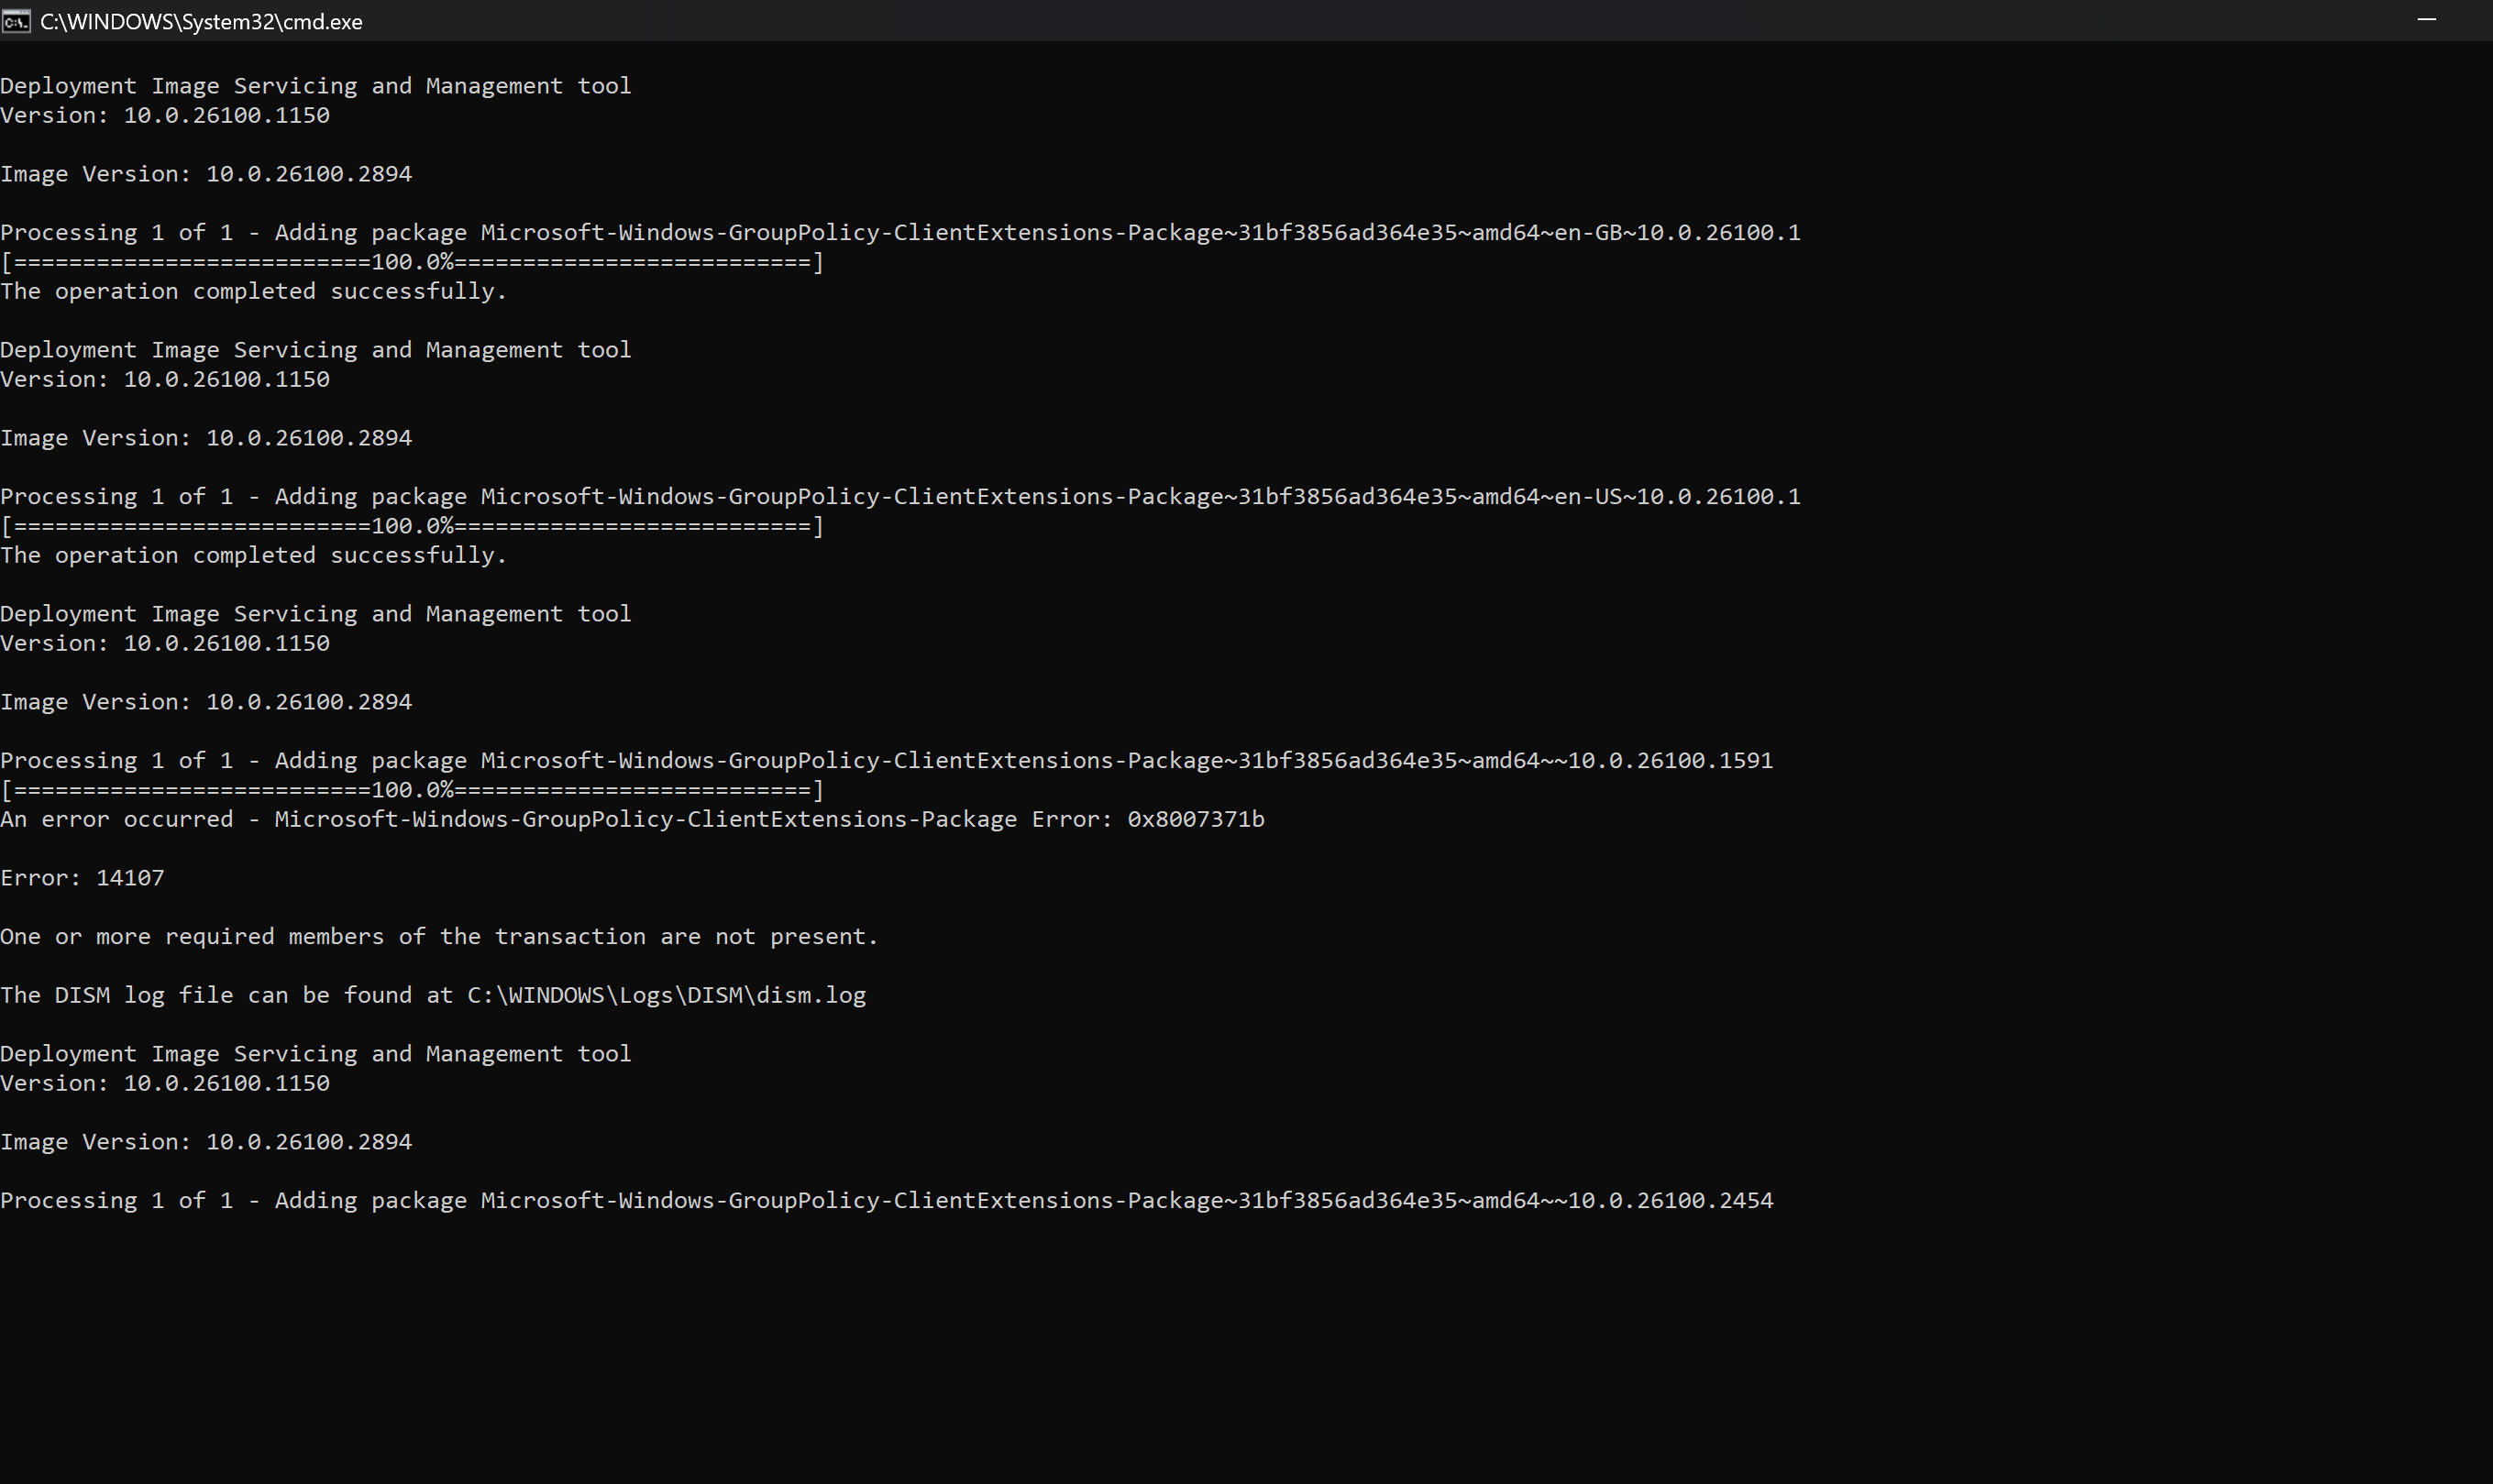 C:\WINDOWS\System32\cmd.exe
Deployment Image Servicing and Management tool
Version: 10.0.26100.1150
Image Version: 10.0.26100.2894
Processing 1 of 1 - Adding package Microsoft-Windows-GroupPolicy-ClientExtensions-Package~31bf3856ad364e35~amd64~en-GB~10.0.26100.1
[==========================100.0%==========================]
The operation completed successfully.
Deployment Image Servicing and Management tool
Version: 10.0.26100.1150
Image Version: 10.0.26100.2894
Processing 1 of 1 - Adding package Microsoft-Windows-GroupPolicy-ClientExtensions-Package~31bf3856ad364e35~amd64~en-US~10.0.26100.1
[==========================100.0%==========================]
The operation completed successfully.
Deployment Image Servicing and Management tool
Version: 10.0.26100.1150
Image Version: 10.0.26100.2894
Processing 1 of 1 - Adding package Microsoft-Windows-GroupPolicy-ClientExtensions-Package~31bf3856ad364e35~amd64~~10.0.26100.1591
[==========================100.0%==========================]
An error occurred - Microsoft-Windows-GroupPolicy-ClientExtensions-Package Error: 0x8007371b
Error: 14107
One or more required members of the transaction are not present.
The DISM log file can be found at C:\WINDOWS\Logs\DISM\dism.log
Deployment Image Servicing and Management tool
Version: 10.0.26100.1150
Image Version: 10.0.26100.2894
Processing 1 of 1 - Adding package Microsoft-Windows-GroupPolicy-ClientExtensions-Package~31bf3856ad364e35~amd64~~10.0.26100.2454